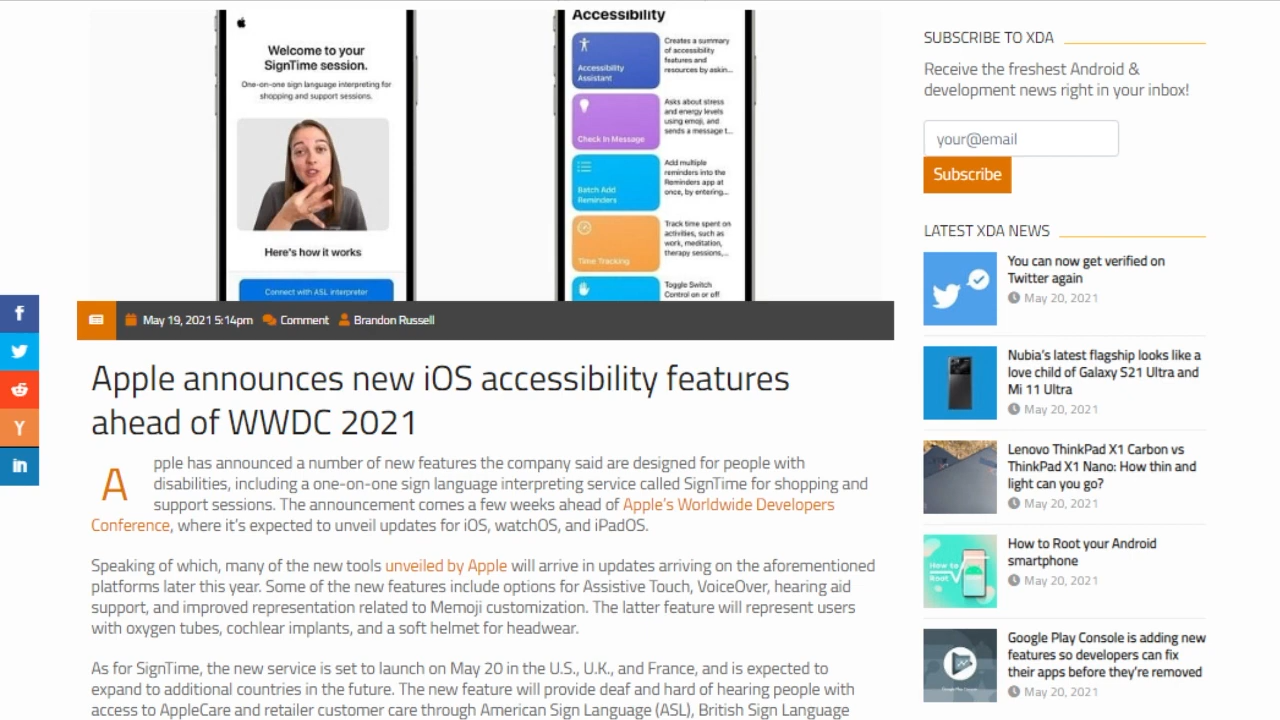 Welcome to your
SignTime session.
One-on-one sign language interpreting for
shopping and support sessions.
Here's how it works
Connect with ASL interpreter
Accessibility
Accessibility
Assistant
Creates a summary
of accessibility
features and
resources by askin...
Check In Message
Asks about stress
and energy levels
using emoji, and
sends a message t...
Batch Add
Reminders
Add multiple
reminders into the
Reminders app at
once, by entering...
Time Tracking
Track time spent on
activities, such as
work, meditation,
therapy sessions,...
Toggle Switch
Control on or off
May 19, 2021 5:14pm Comment Brandon Russell
Apple announces new iOS accessibility features
ahead of WWDC 2021
Apple has announced a number of new features the company said are designed for people with
disabilities, including a one-on-one sign language interpreting service called SignTime for shopping and
support sessions. The announcement comes a few weeks ahead of Apple's Worldwide Developers
Conference, where it's expected to unveil updates for iOS, watchOS, and iPadOS.
Speaking of which, many of the new tools unveiled by Apple will arrive in updates arriving on the aforementioned
platforms later this year. Some of the new features include options for Assistive Touch, VoiceOver, hearing aid
support, and improved representation related to Memoji customization. The latter feature will represent users
with oxygen tubes, cochlear implants, and a soft helmet for headwear.
As for SignTime, the new service is set to launch on May 20 in the U.S., U.K., and France, and is expected to
expand to additional countries in the future. The new feature will provide deaf and hard of hearing people with
access to AppleCare and retailer customer care through American Sign Language (ASL), British Sign Language
SUBSCRIBE TO XDA
Receive the freshest Android &
development news right in your inbox!
your@email
Subscribe
LATEST XDA NEWS
You can now get verified on
Twitter again
May 20, 2021
Nubia's latest flagship looks like a
love child of Galaxy S21 Ultra and
Mi 11 Ultra
May 20, 2021
Lenovo ThinkPad X1 Carbon vs
ThinkPad X1 Nano: How thin and
light can you go?
May 20, 2021
How to
Root
How to Root your Android
smartphone
May 20, 2021
Google Play Console
Google Play Console is adding new
features so developers can fix
their apps before they're removed
May 20, 2021
f
Y
in